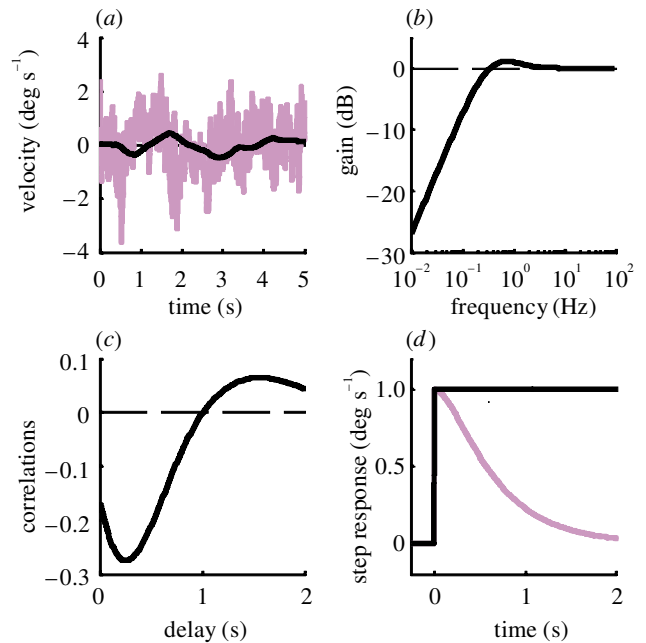 (a)
velocity (deg s⁻¹)
4
2
0
−2
−4
0 1 2 3 4 5
time (s)
(b)
gain (dB)
0
−10
−20
−30
10⁻² 10⁻¹ 10⁰ 10¹ 10²
frequency (Hz)
(c)
correlations
0.1
0
−0.1
−0.2
−0.3
0 1 2
delay (s)
(d)
step response (deg s⁻¹)
1.0
0.5
0
0 1 2
time (s)